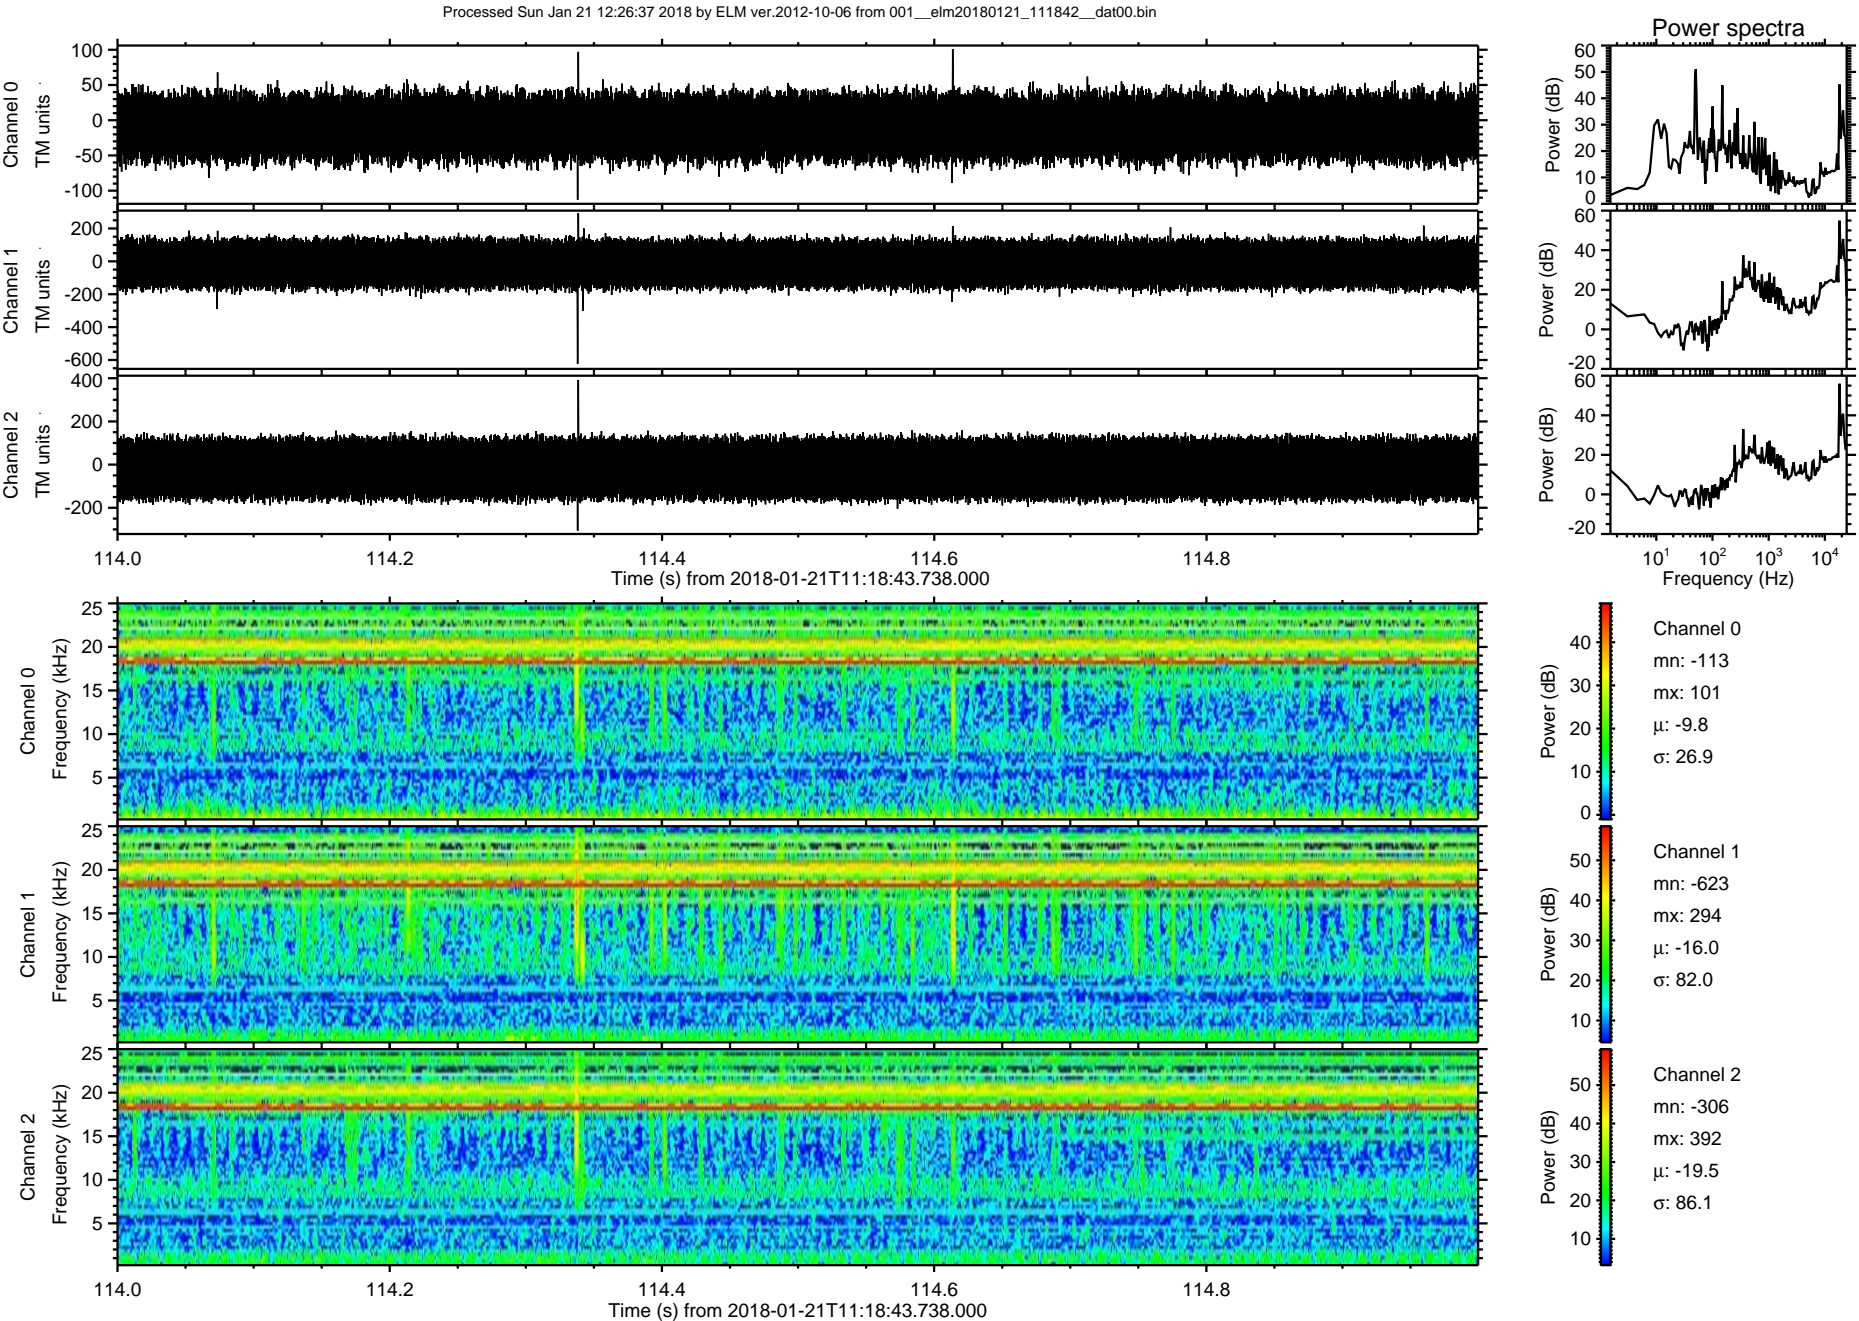 Processed Sun Jan 21 12:26:37 2018 by ELM ver.2012-10-06 from 001__elm20180121_111842__dat00.bin
Power spectra
Channel 0
TM units
100
50
0
-50
-100
Power (dB)
60
50
40
30
20
10
0
Channel 1
TM units
200
0
-200
-400
-600
Power (dB)
60
40
20
0
-20
Channel 2
TM units
400
200
0
-200
Power (dB)
60
40
20
0
-20
114.0
114.2
114.4
114.6
114.8
Time (s) from 2018-01-21T11:18:43.738.000
10¹
10²
10³
10⁴
Frequency (Hz)
Channel 0
Frequency (kHz)
25
20
15
10
5
Power (dB)
40
30
20
10
0
Channel 0
mn: -113
mx: 101
μ: -9.8
σ: 26.9
Channel 1
Frequency (kHz)
25
20
15
10
5
Power (dB)
50
40
30
20
10
Channel 1
mn: -623
mx: 294
μ: -16.0
σ: 82.0
Channel 2
Frequency (kHz)
25
20
15
10
5
Power (dB)
50
40
30
20
10
Channel 2
mn: -306
mx: 392
μ: -19.5
σ: 86.1
114.0
114.2
114.4
114.6
114.8
Time (s) from 2018-01-21T11:18:43.738.000